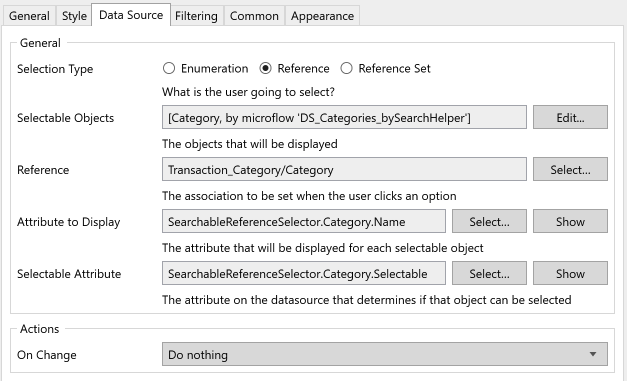 General Style Data Source Filtering Common Appearance
General
Selection Type Enumeration Reference Reference Set
What is the user going to select?
Selectable Objects [Category, by microflow 'DS_Categories_bySearchHelper'] Edit...
The objects that will be displayed
Reference Transaction_Category/Category Select...
The association to be set when the user clicks an option
Attribute to Display SearchableReferenceSelector.Category.Name Select... Show
The attribute that will be displayed for each selectable object
Selectable Attribute SearchableReferenceSelector.Category.Selectable Select... Show
The attribute on the datasource that determines if that object can be selected
Actions
On Change Do nothing